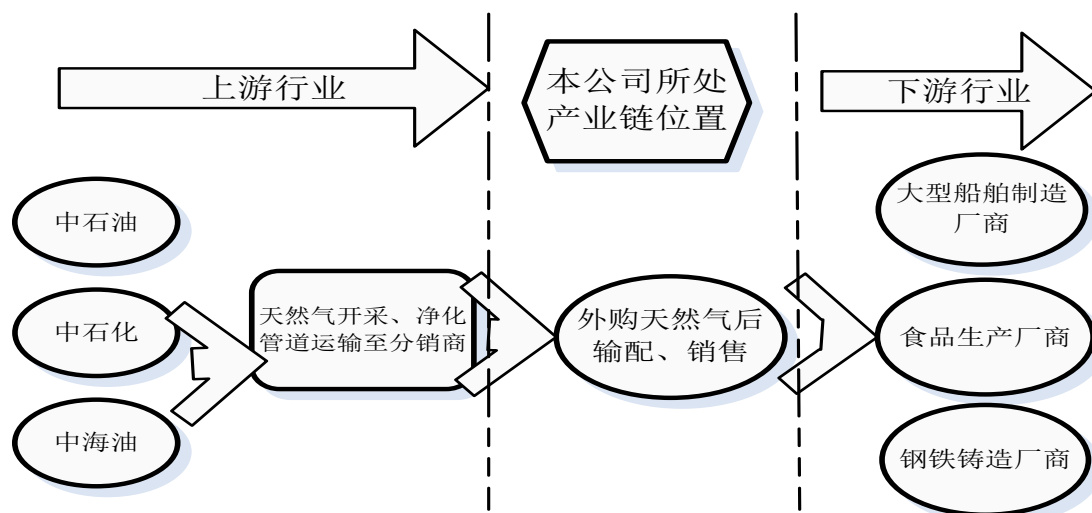 上游行业
本公司所处
产业链位置
下游行业
中石油
中石化
中海油
天然气开采、净化
管道运输至分销商
外购天然气后
输配、销售
大型船舶制造
厂商
食品生产厂商
钢铁铸造厂商